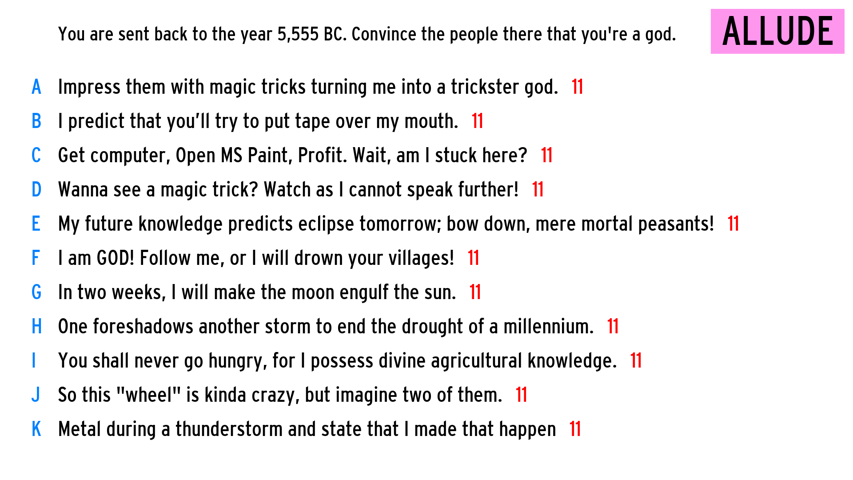 You are sent back to the year 5,555 BC. Convince the people there that you're a god.
ALLUDE
A Impress them with magic tricks turning me into a trickster god. 11
B I predict that you’ll try to put tape over my mouth. 11
C Get computer, Open MS Paint, Profit. Wait, am I stuck here? 11
D Wanna see a magic trick? Watch as I cannot speak further! 11
E My future knowledge predicts eclipse tomorrow; bow down, mere mortal peasants! 11
F I am GOD! Follow me, or I will drown your villages! 11
G In two weeks, I will make the moon engulf the sun. 11
H One foreshadows another storm to end the drought of a millennium. 11
I You shall never go hungry, for I possess divine agricultural knowledge. 11
J So this "wheel" is kinda crazy, but imagine two of them. 11
K Metal during a thunderstorm and state that I made that happen 11